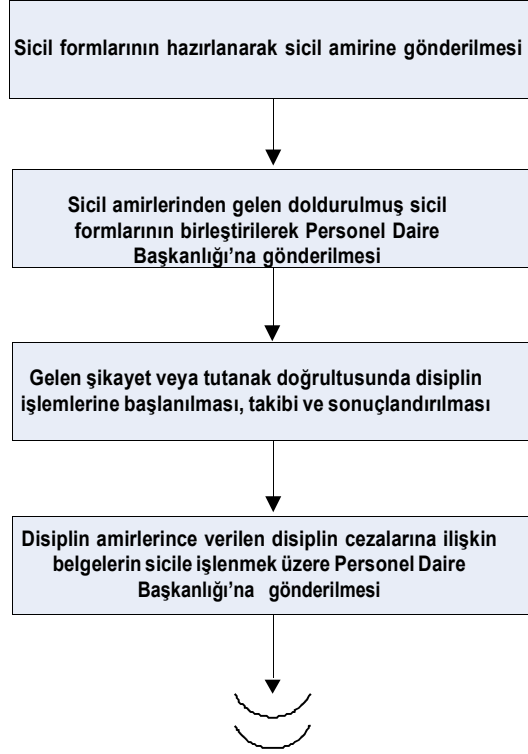 Sicil formlarının hazırlanarak sicil amirine gönderilmesi
Sicil amirlerinden gelen doldurulmuş sicil
formlarının birleştirilerek Personel Daire
Başkanlığı’na gönderilmesi
Gelen şikayet veya tutanak doğrultusunda disiplin
işlemlerine başlanılması, takibi ve sonuçlandırılması
Disiplin amirlerince verilen disiplin cezalarına ilişkin
belgelerin sicile işlenmek üzere Personel Daire
Başkanlığı’na gönderilmesi